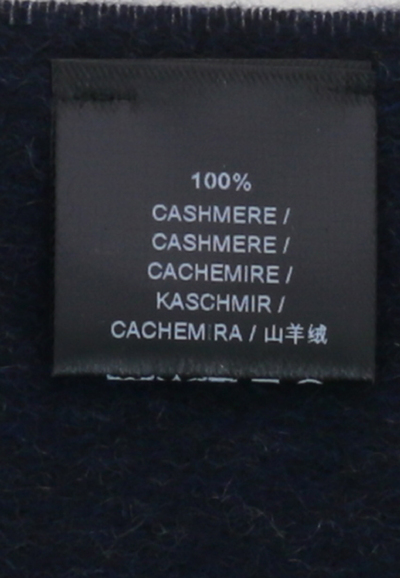 100%
CASHMERE /
CASHMERE /
CACHEMIRE /
KASCHMIR /
CACHEMIRA / 山羊绒